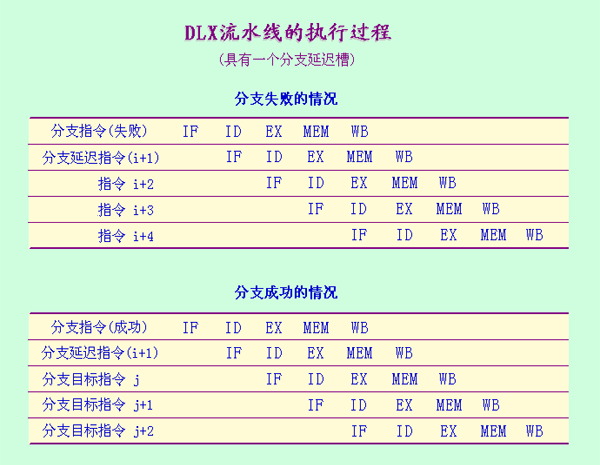 DLX流水线的执行过程
(具有一个分支延迟槽)
分支失败的情况
分支指令(失败) IF ID EX MEM WB
分支延迟指令(i+1) IF ID EX MEM WB
指令 i+2 IF ID EX MEM WB
指令 i+3 IF ID EX MEM WB
指令 i+4 IF ID EX MEM WB
分支成功的情况
分支指令(成功) IF ID EX MEM WB
分支延迟指令(i+1) IF ID EX MEM WB
分支目标指令 j IF ID EX MEM WB
分支目标指令 j+1 IF ID EX MEM WB
分支目标指令 j+2 IF ID EX MEM WB